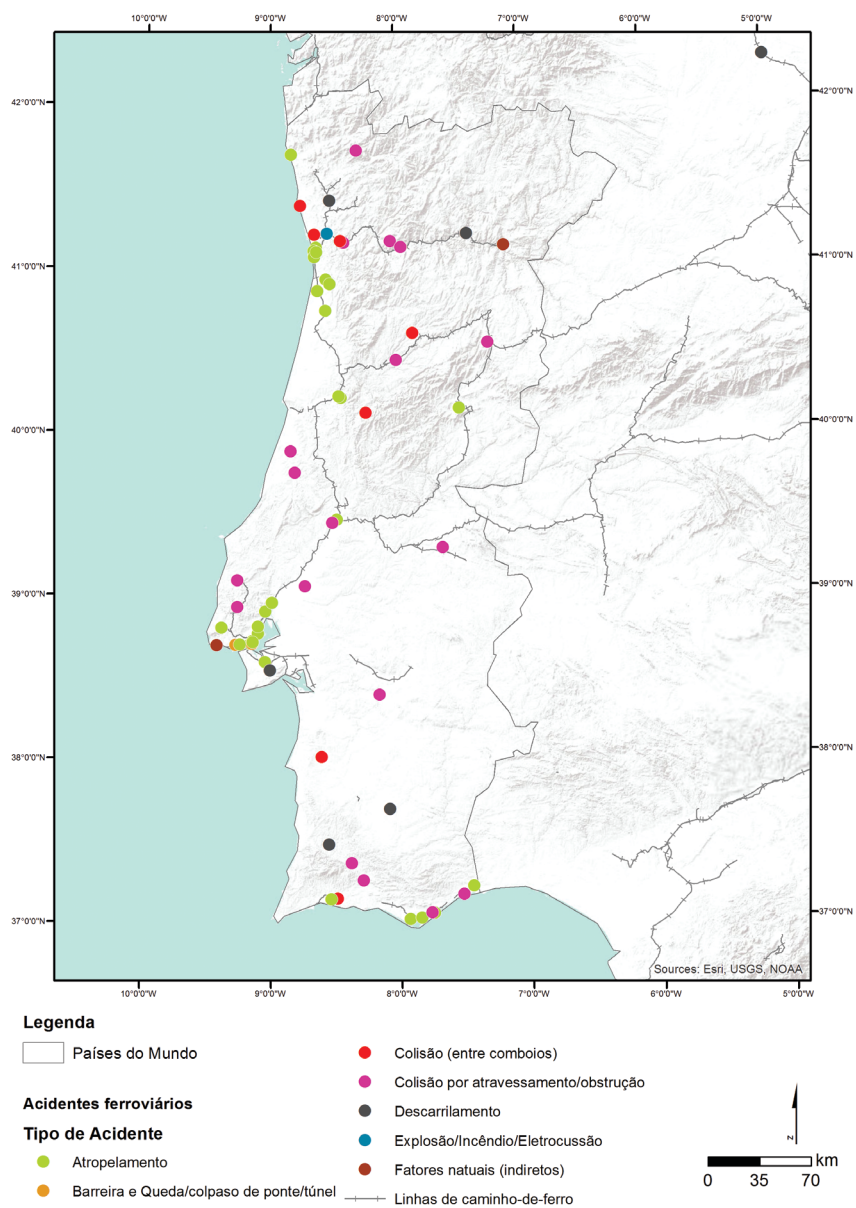 10°0'0"W 9°0'0"W 8°0'0"W 7°0'0"W 6°0'0"W 5°0'0"W
42°0'0"N 42°0'0"N
41°0'0"N 41°0'0"N
40°0'0"N 40°0'0"N
39°0'0"N 39°0'0"N
38°0'0"N 38°0'0"N
37°0'0"N 37°0'0"N
Sources: Esri, USGS, NOAA
10°0'0"W 9°0'0"W 8°0'0"W 7°0'0"W 6°0'0"W 5°0'0"W
Legenda
Países do Mundo
Acidentes ferroviários
Tipo de Acidente
Atropelamento
Barreira e Queda/colpaso de ponte/túnel
Colisão (entre comboios)
Colisão por atravessamento/obstrução
Descarrilamento
Explosão/Incêndio/Eletrocussão
Fatores natuais (indiretos)
Linhas de caminho-de-ferro
N
km
0 35 70